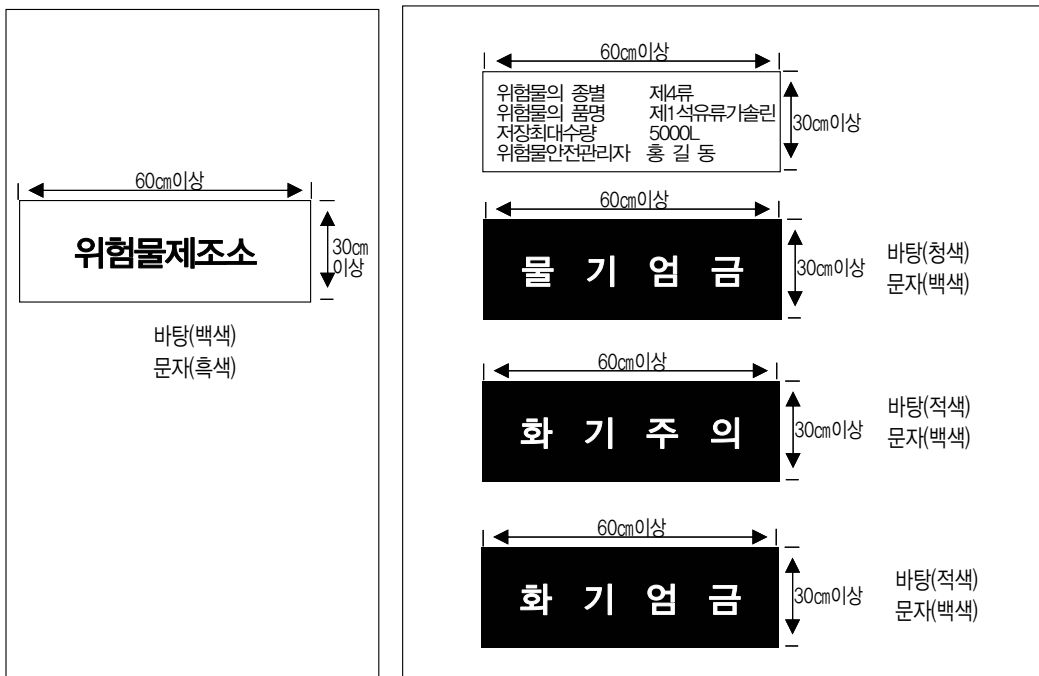 60㎝이상
위험물제조소
30㎝
이상
바탕(백색)
문자(흑색)
60㎝이상
위험물의 종별 제4류
위험물의 품명 제1석유류가솔린
저장최대수량 5000L
위험물안전관리자 홍 길 동
30㎝이상
60㎝이상
물 기 엄 금
30㎝이상
바탕(청색)
문자(백색)
60㎝이상
화 기 주 의
30㎝이상
바탕(적색)
문자(백색)
60㎝이상
화 기 엄 금
30㎝이상
바탕(적색)
문자(백색)